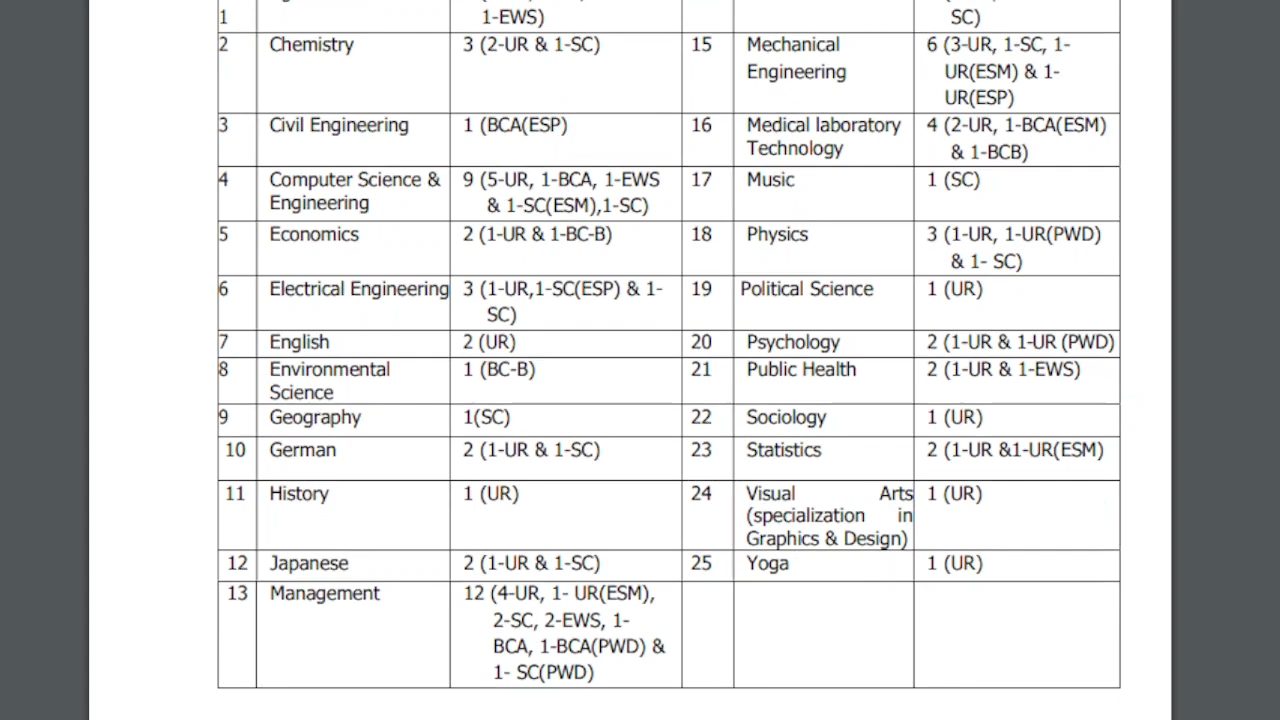 1 1-EWS) SC)
2 Chemistry 3 (2-UR & 1-SC) 15 Mechanical 6 (3-UR, 1-SC, 1-
Engineering UR(ESM) & 1-
UR(ESP)
3 Civil Engineering 1 (BCA(ESP) 16 Medical laboratory 4 (2-UR, 1-BCA(ESM)
Technology & 1-BCB)
4 Computer Science & 9 (5-UR, 1-BCA, 1-EWS 17 Music 1 (SC)
Engineering & 1-SC(ESM),1-SC)
5 Economics 2 (1-UR & 1-BC-B) 18 Physics 3 (1-UR, 1-UR(PWD)
& 1- SC)
6 Electrical Engineering 3 (1-UR,1-SC(ESP) & 1- 19 Political Science 1 (UR)
SC)
7 English 2 (UR) 20 Psychology 2 (1-UR & 1-UR (PWD)
8 Environmental 1 (BC-B) 21 Public Health 2 (1-UR & 1-EWS)
Science
9 Geography 1(SC) 22 Sociology 1 (UR)
10 German 2 (1-UR & 1-SC) 23 Statistics 2 (1-UR &1-UR(ESM)
11 History 1 (UR) 24 Visual Arts 1 (UR)
(specialization in
Graphics & Design)
12 Japanese 2 (1-UR & 1-SC) 25 Yoga 1 (UR)
13 Management 12 (4-UR, 1- UR(ESM),
2-SC, 2-EWS, 1-
BCA, 1-BCA(PWD) &
1- SC(PWD)